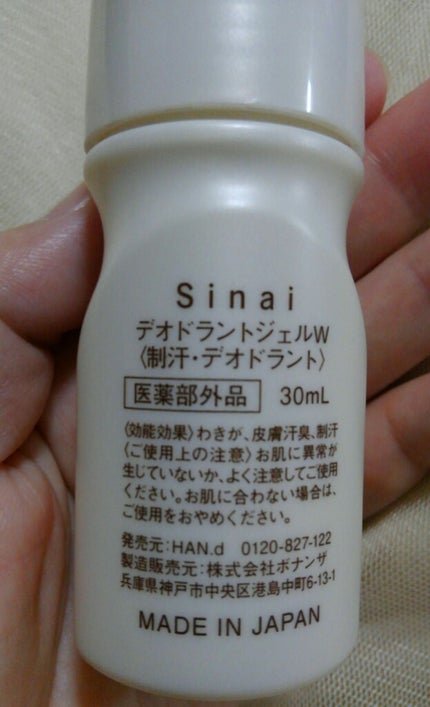 Sinai
デオドラントジェルW
〈制汗・デオドラント〉
医薬部外品 30mL
〈効能効果〉わきが、皮膚汗臭、制汗
〈ご使用上の注意〉お肌に異常が
生じていないか、よく注意してご使用
ください。お肌に合わない場合は、
ご使用をおやめください。
発売元：HAN.d 0120-827-122
製造販売元：株式会社ボナンザ
兵庫県神戸市中央区港島中町6-13-1
MADE IN JAPAN